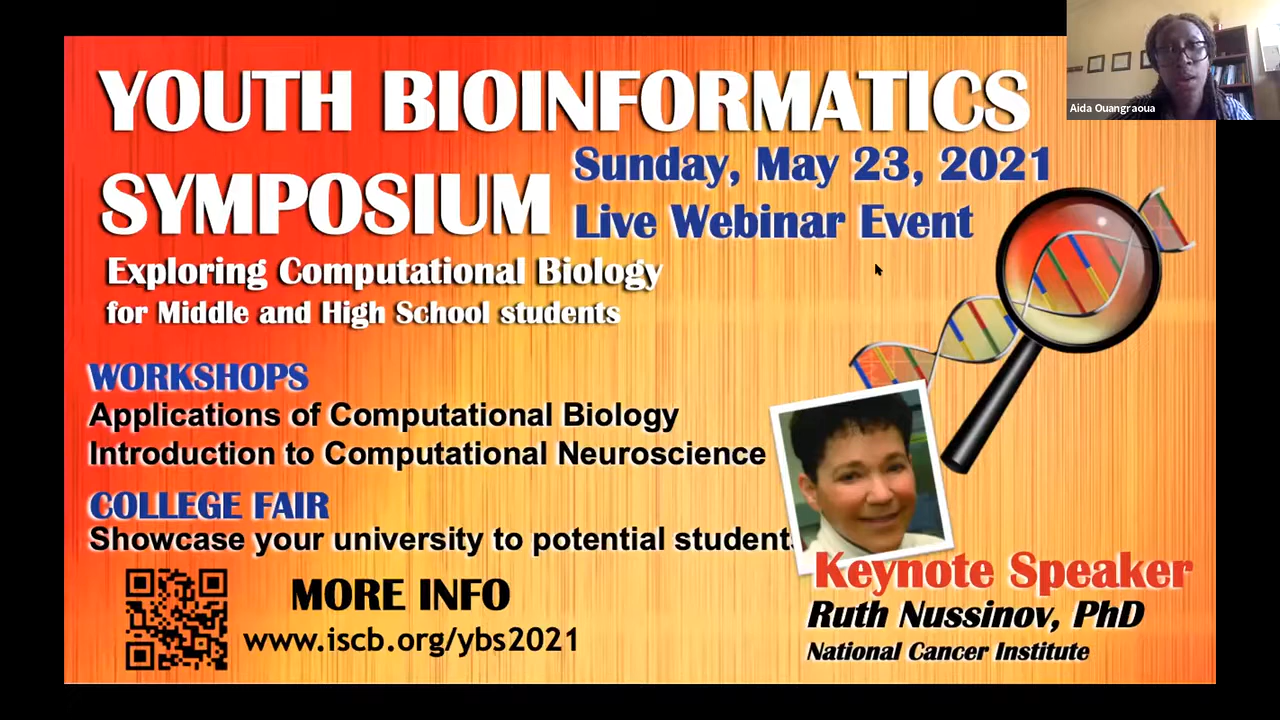 YOUTH BIOINFORMATICS
SYMPOSIUM
Sunday, May 23, 2021
Live Webinar Event
Exploring Computational Biology
for Middle and High School students
WORKSHOPS
Applications of Computational Biology
Introduction to Computational Neuroscience
COLLEGE FAIR
Showcase your university to potential students
MORE INFO
www.iscb.org/ybs2021
Keynote Speaker
Ruth Nussinov, PhD
National Cancer Institute
Aida Ouangraoua